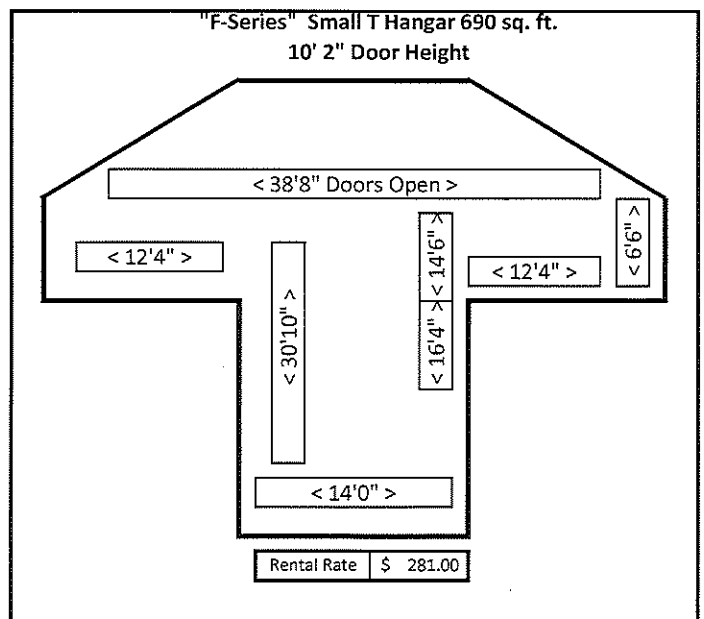 "F-Series" Small T Hangar 690 sq. ft.
10' 2" Door Height
< 38'8" Doors Open >
< 12'4" >
< 30'10" >
< 14'6" >
< 16'4" >
< 12'4" >
< 6'6" >
< 14'0" >
Rental Rate $ 281.00